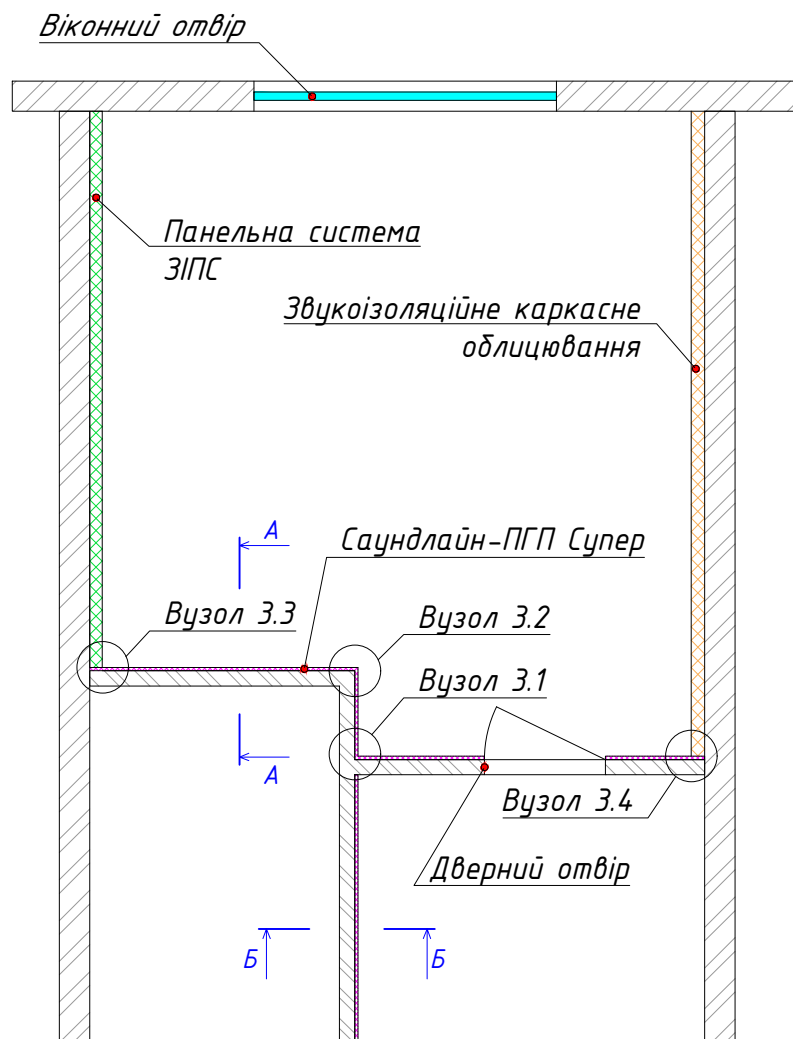 Віконний отвір
Панельна система
ЗІПС
Звукоізоляційне каркасне
облицювання
А
Саундлайн-ПГП Супер
Вузол 3.3
Вузол 3.2
Вузол 3.1
А
Вузол 3.4
Дверний отвір
Б
Б